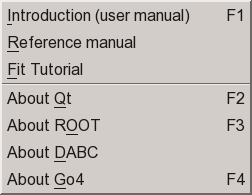 Introduction (user manual) F1
Reference manual
Fit Tutorial
About Qt F2
About ROOT F3
About DABC
About Go4 F4